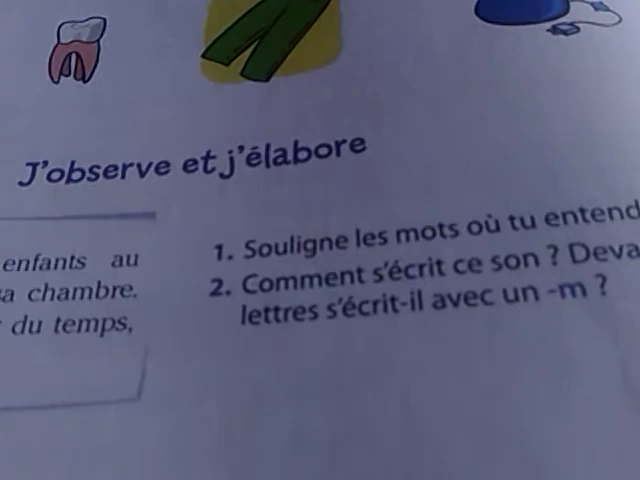 J'observe et j'élabore
enfants au
a chambre.
du temps,
1. Souligne les mots où tu entend
2. Comment s'écrit ce son ? Deva
lettres s'écrit-il avec un -m ?